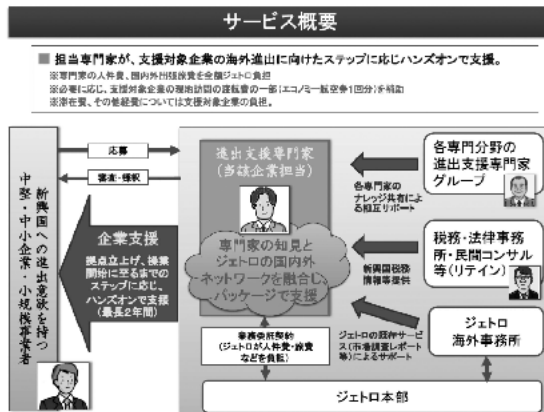 サービス概要
■ 担当専門家が、支援対象企業の海外進出に向けたステップに応じハンズオンで支援。
※専門家の人件費、国内外出張旅費を全額ジェトロ負担
※必要に応じ、支援対象企業の現地訪問の渡航費の一部(エコノミー航空券1回分)を補助
※滞在費、その他経費については支援対象企業の負担。
新興国への進出意欲を持つ
中堅・中小企業・小規模事業者
応募
審査・採択
企業支援
拠点立上げ、操業
開始に至るまでの
ステップに応じ、
ハンズオンで支援
(最長2年間)
進出支援専門家
(当該企業担当)
専門家の知見と
ジェトロの国内外
ネットワークを融合し、
パッケージで支援
業務委託契約
(ジェトロが人件費・旅費
などを負担)
各専門家の
ナレッジ共有によ
る相互リポート
各専門分野の
進出支援専門家
グループ
新興国税務
情報等提供
税務・法律事務
所・民間コンサル
等(リテイン)
ジェトロの既存サービ
ス(市場調査レポート
等)によるサポート
ジェトロ
海外事務所
ジェトロ本部